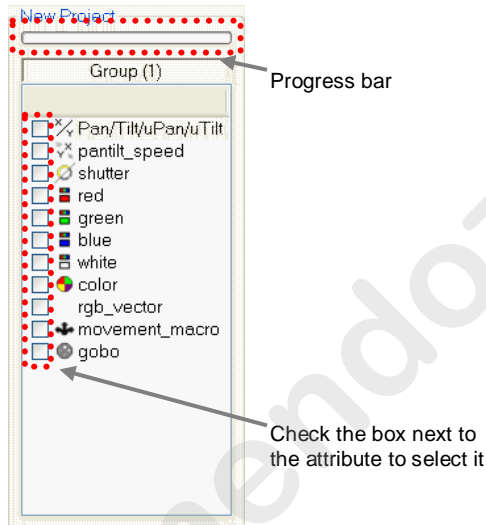 New Project
Progress bar
Group (1)
Pan/Tilt/uPan/uTilt
pantilt_speed
shutter
red
green
blue
white
color
rgb_vector
movement_macro
gobo
Check the box next to
the attribute to select it